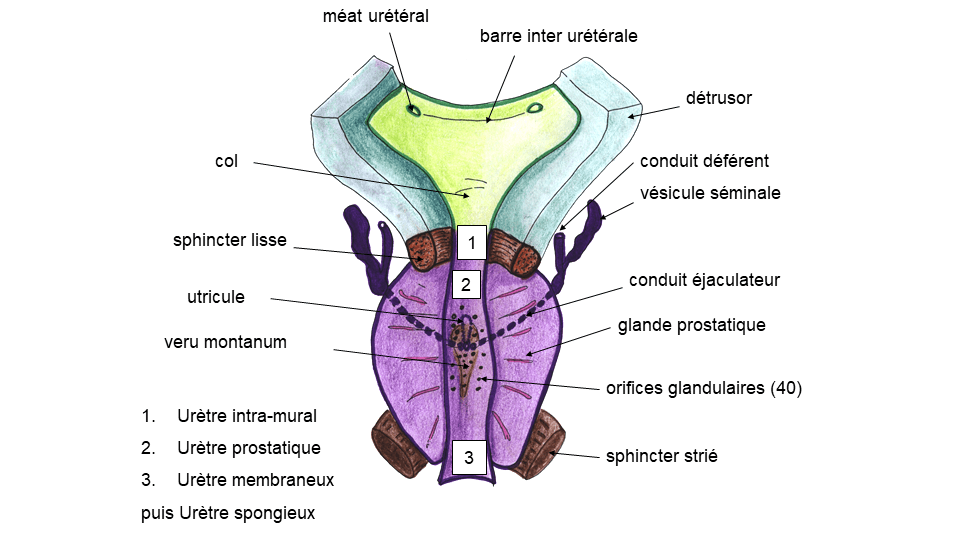 méat urétéral
barre inter urétérale
détrusor
col
conduit déférent
vésicule séminale
sphincter lisse
1
2
conduit éjaculateur
utricule
glande prostatique
veru montanum
orifices glandulaires (40)
1. Urètre intra-mural
2. Urètre prostatique
3
sphincter strié
3. Urètre membraneux
puis Urètre spongieux